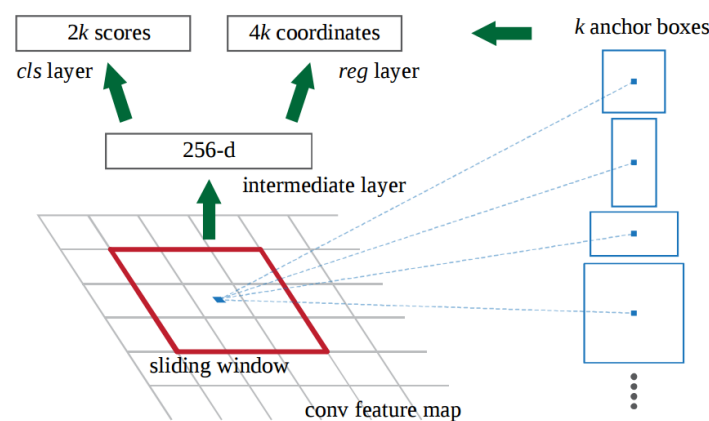 2k scores
4k coordinates
k anchor boxes
cls layer
reg layer
256-d
intermediate layer
sliding window
conv feature map